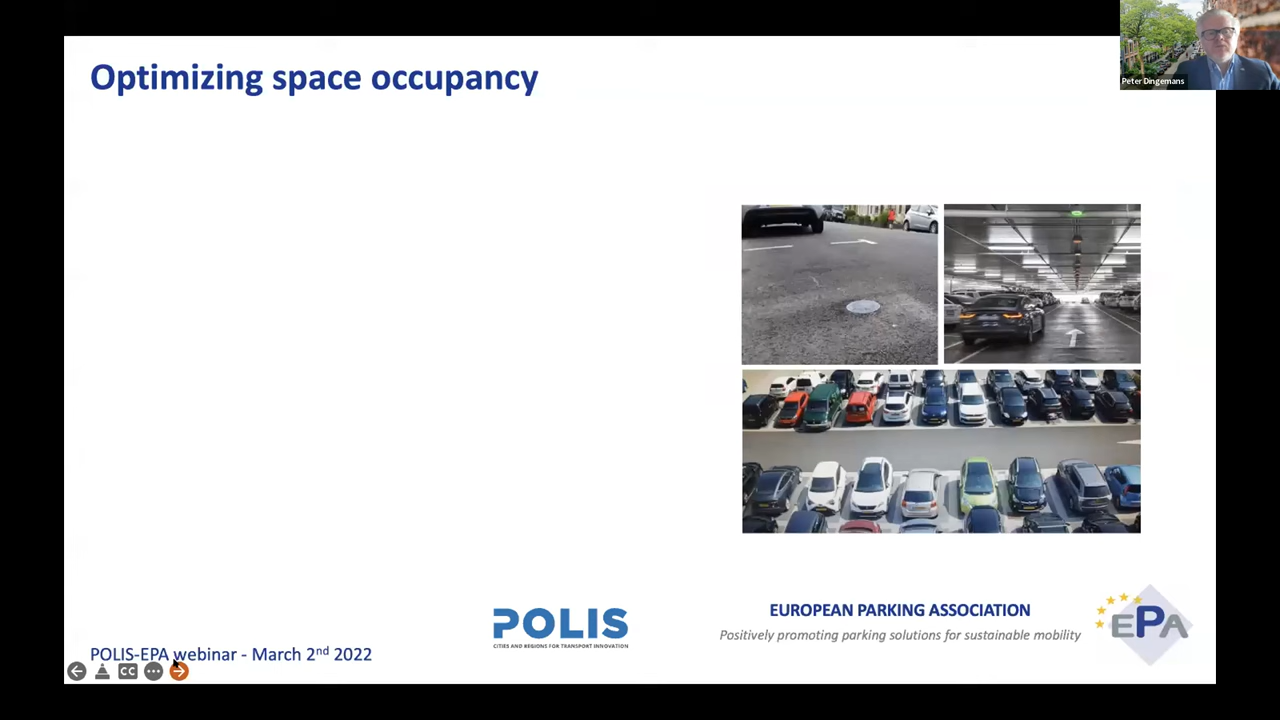 Optimizing space occupancy
Peter Dingemans
POLIS
CITIES AND REGIONS FOR TRANSPORT INNOVATION
EUROPEAN PARKING ASSOCIATION
Positively promoting parking solutions for sustainable mobility
EPA
POLIS-EPA webinar - March 2nd 2022
CC